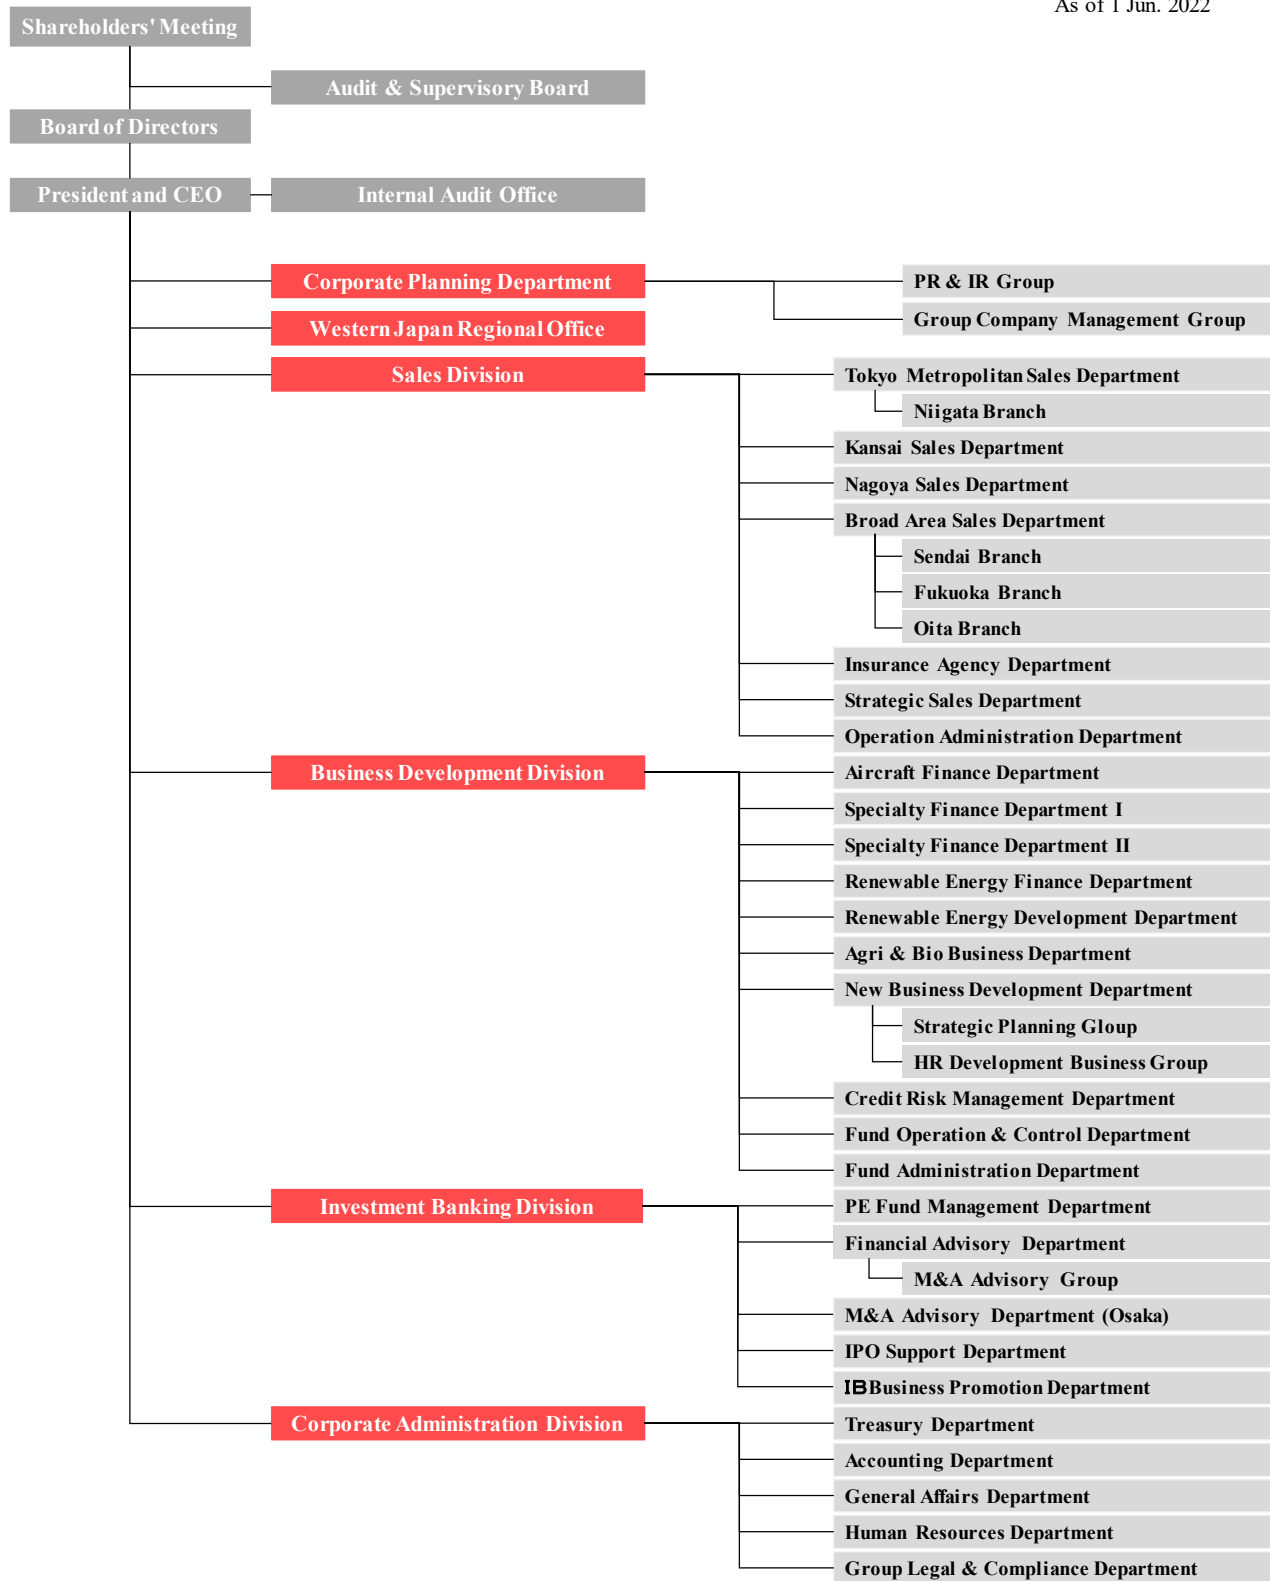 As of 1 Jun. 2022
Shareholders' Meeting
Audit & Supervisory Board
Board of Directors
President and CEO
Internal Audit Office
Corporate Planning Department
PR & IR Group
Group Company Management Group
Western Japan Regional Office
Sales Division
Tokyo Metropolitan Sales Department
Niigata Branch
Kansai Sales Department
Nagoya Sales Department
Broad Area Sales Department
Sendai Branch
Fukuoka Branch
Oita Branch
Insurance Agency Department
Strategic Sales Department
Operation Administration Department
Business Development Division
Aircraft Finance Department
Specialty Finance Department I
Specialty Finance Department II
Renewable Energy Finance Department
Renewable Energy Development Department
Agri & Bio Business Department
New Business Development Department
Strategic Planning Gloup
HR Development Business Group
Credit Risk Management Department
Fund Operation & Control Department
Fund Administration Department
Investment Banking Division
PE Fund Management Department
Financial Advisory Department
M&A Advisory Group
M&A Advisory Department (Osaka)
IPO Support Department
IB Business Promotion Department
Corporate Administration Division
Treasury Department
Accounting Department
General Affairs Department
Human Resources Department
Group Legal & Compliance Department